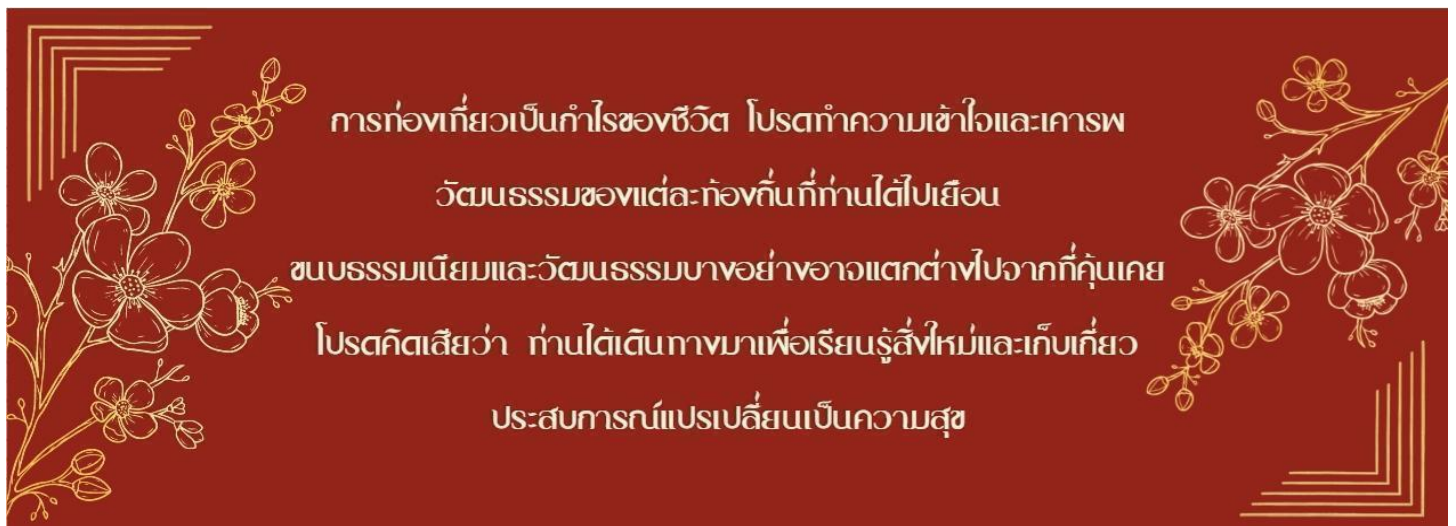 การท่องเที่ยวเป็นกำไรของชีวิต โปรดทำความเข้าใจและเคารพ
วัฒนธรรมของแต่ละท้องถิ่นที่ท่านได้ไปเยือน
ขนบธรรมเนียมและวัฒนธรรมบางอย่างอาจแตกต่างไปจากที่คุ้นเคย
โปรดคิดเสียว่า ท่านได้เดินทางมาเพื่อเรียนรู้สิ่งใหม่และเก็บเกี่ยว
ประสบการณ์แปรเปลี่ยนเป็นความสุข